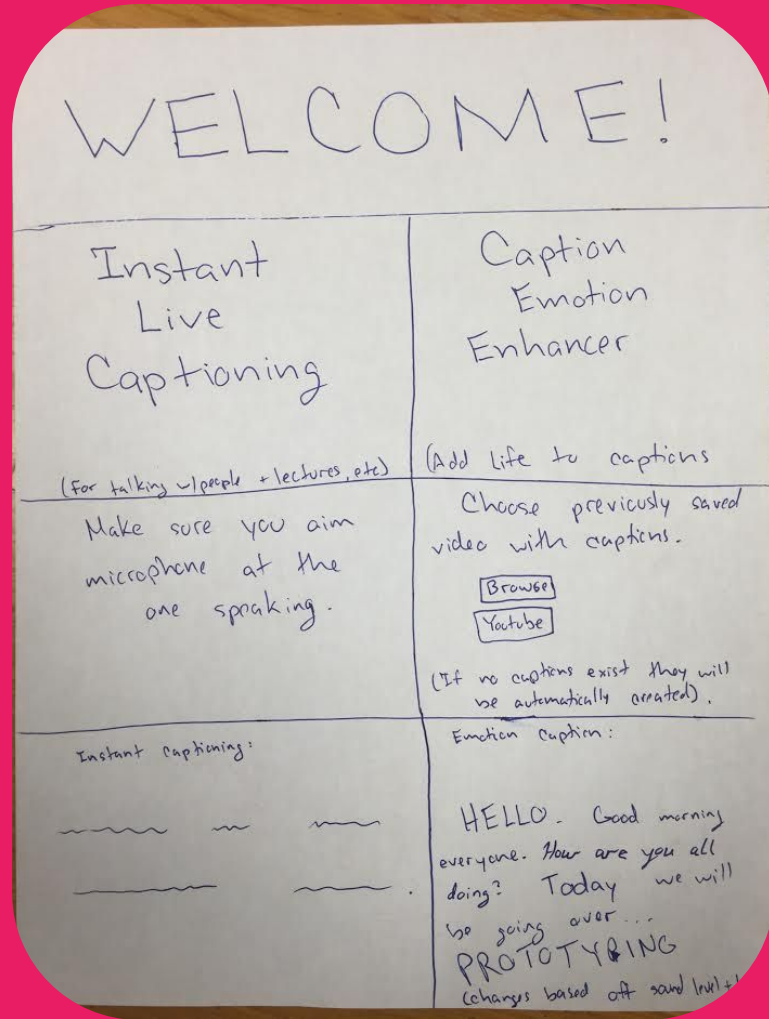 WELCOME!
Instant
Live
Captioning
(for talking w/people + lectures, etc)
Caption
Emotion
Enhancer
(Add Life to captions
Make sure you aim
microphone at the
one speaking.
Choose previously saved
video with captions.
Browse
Youtube
(If no captions exist they will
be automatically created).
Instant Captioning:
Emotion Caption:
HELLO. Good morning
everyone. How are you all
doing? Today we will
be going over...
PROTOTYPING
(changes based off sound level +